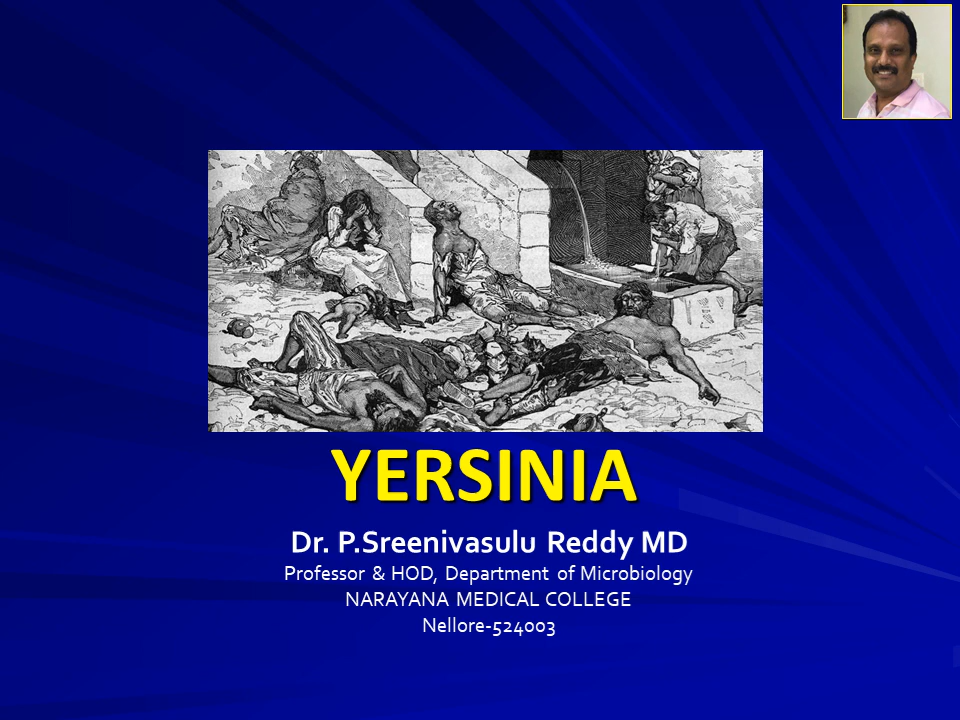 YERSINIA
Dr. P.Sreenivasulu Reddy MD
Professor & HOD, Department of Microbiology
NARAYANA MEDICAL COLLEGE
Nellore-524003